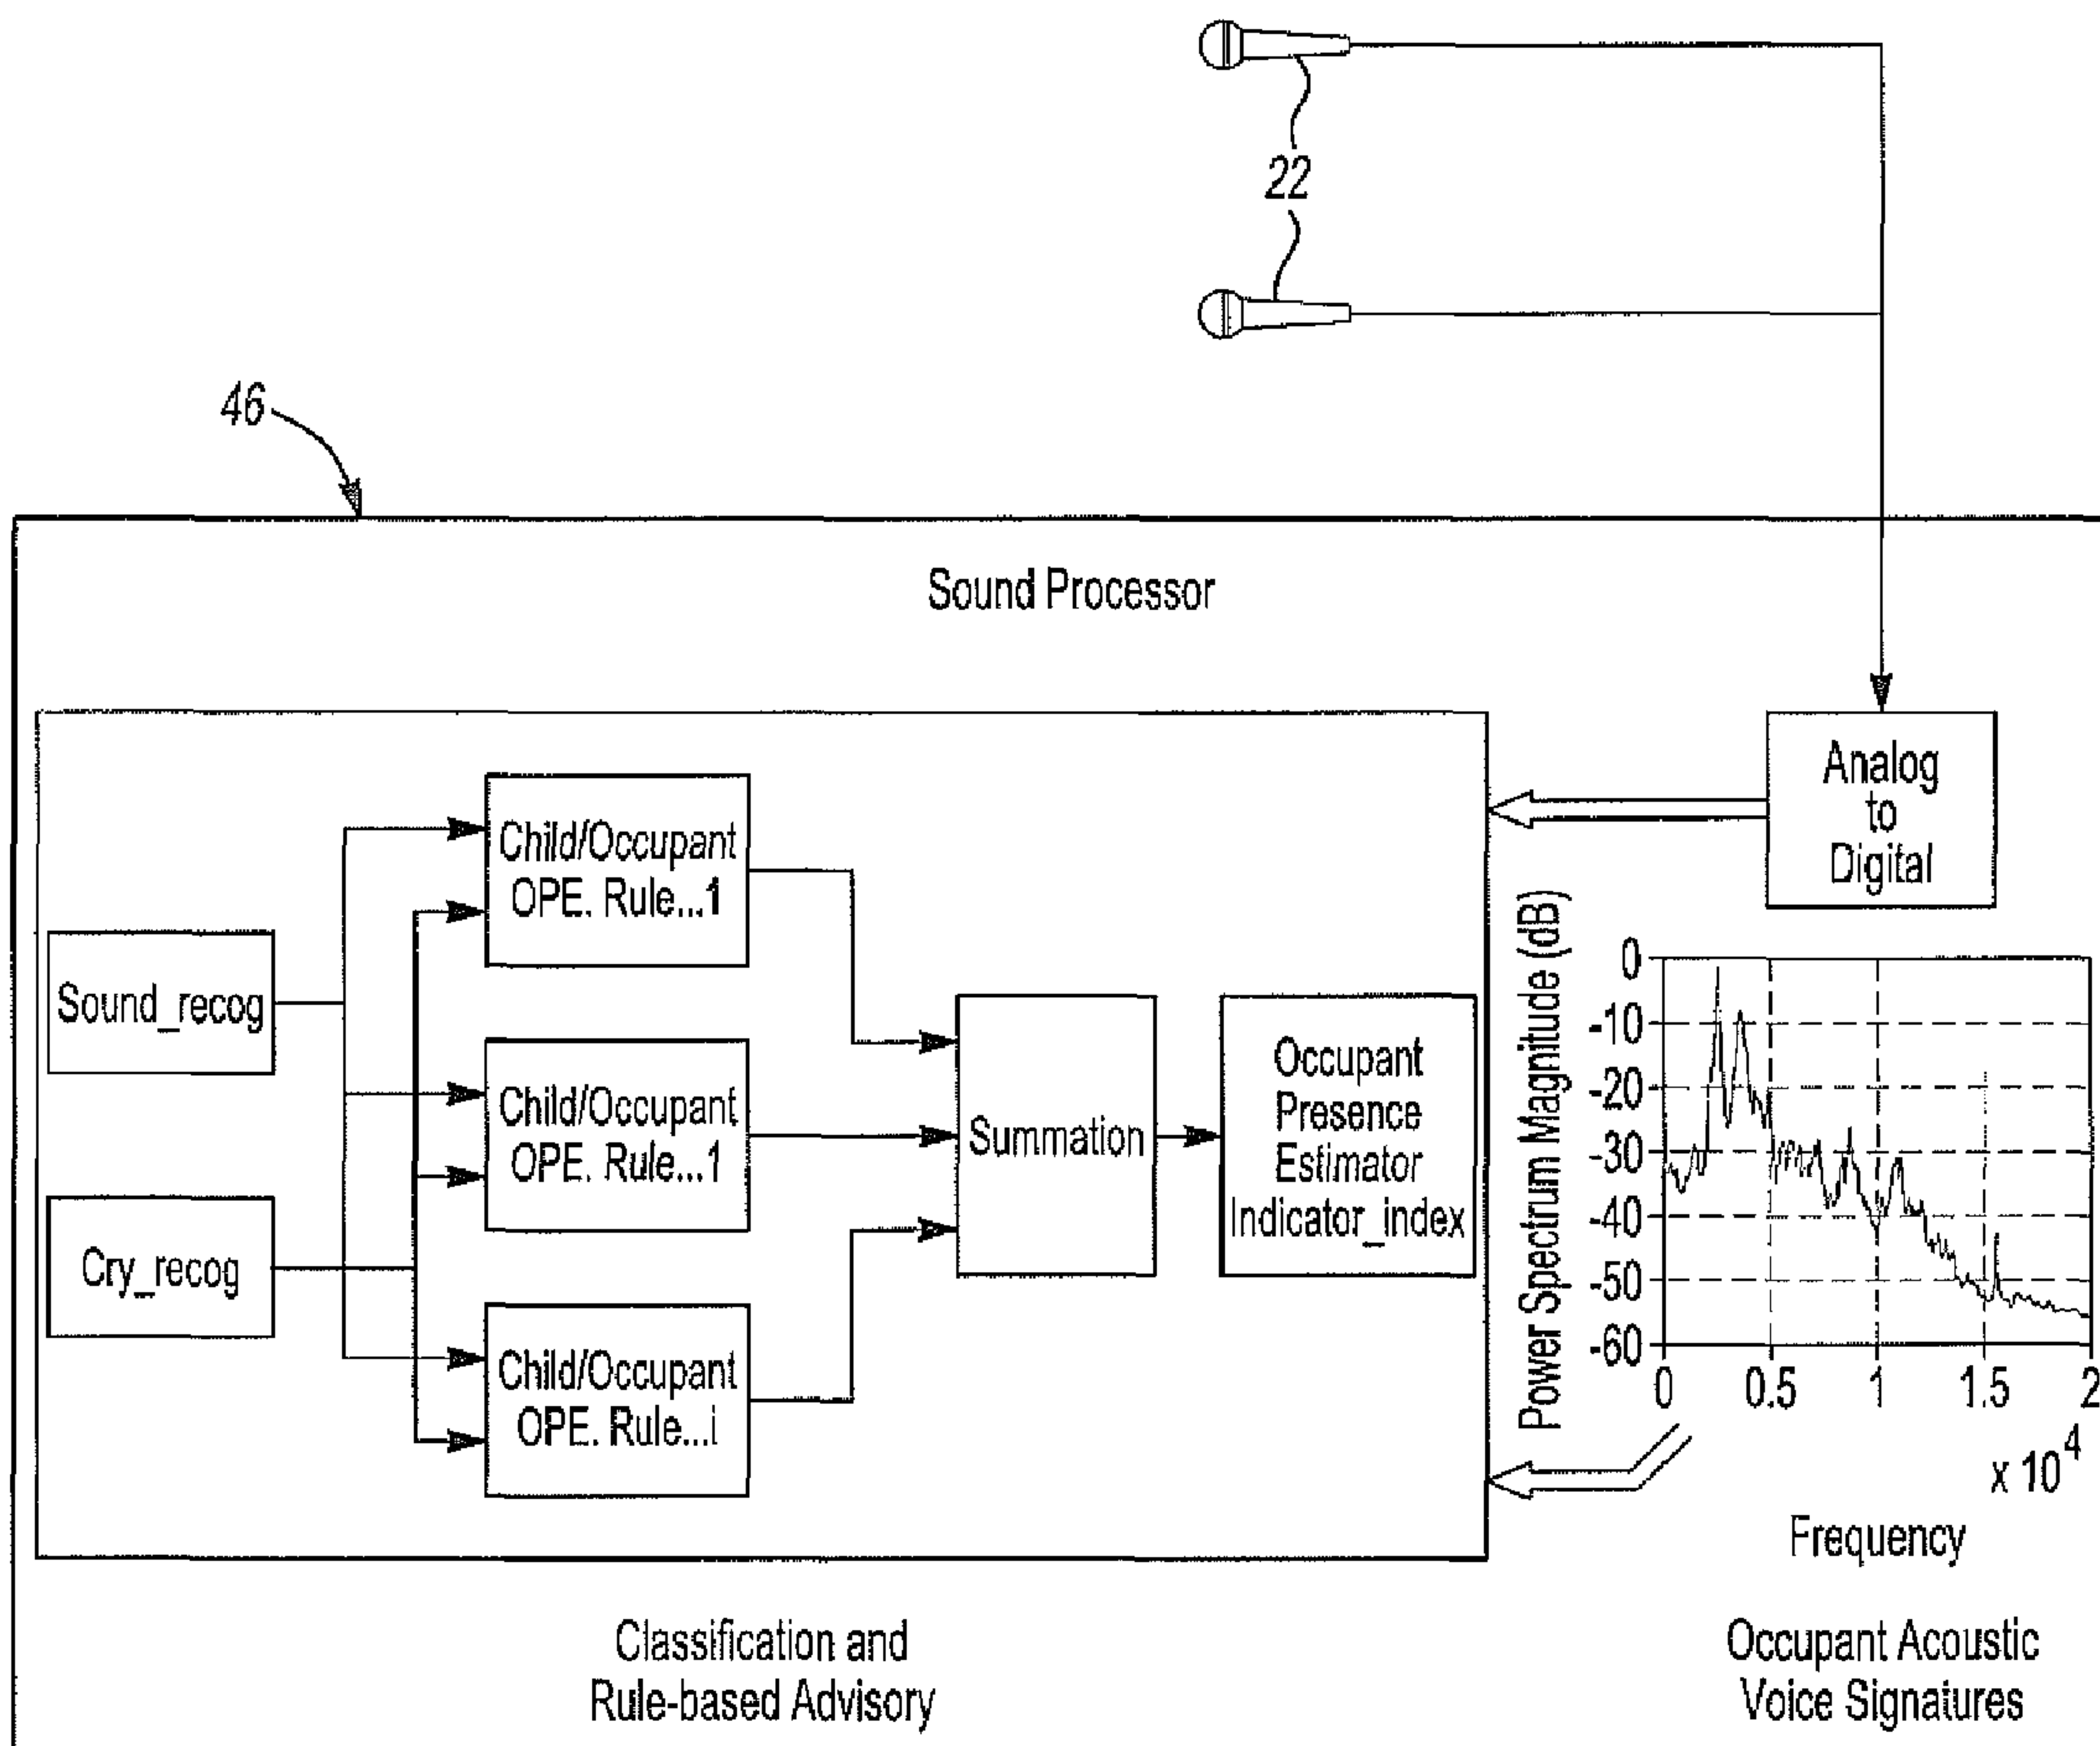 22
46
Sound Processor
Analog
to
Digital
Child/Occupant
OPE. Rule...1
Sound_recog
Child/Occupant
OPE. Rule...1
Cry_recog
Child/Occupant
OPE. Rule...i
Summation
Occupant
Presence
Estimator
Indicator_index
Power Spectrum Magnitude (dB)
0
-10
-20
-30
-40
-50
-60
0 0.5 1 1.5 2
x 10^4
Frequency
Classification and
Rule-based Advisory
Occupant Acoustic
Voice Signatures